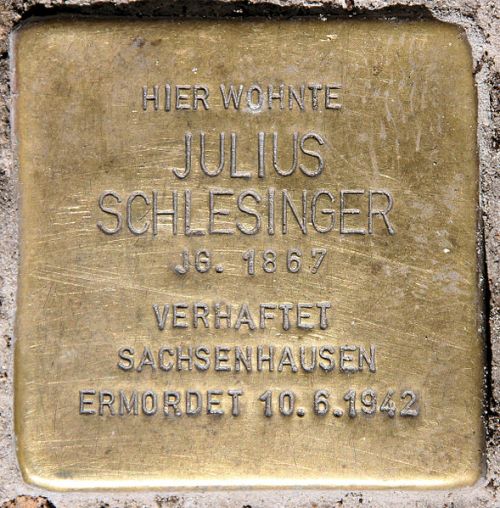 HIER WOHNTE
JULIUS
SCHLESINGER
JG. 1867
VERHAFTET
SACHSENHAUSEN
ERMORDET 10.6.1942